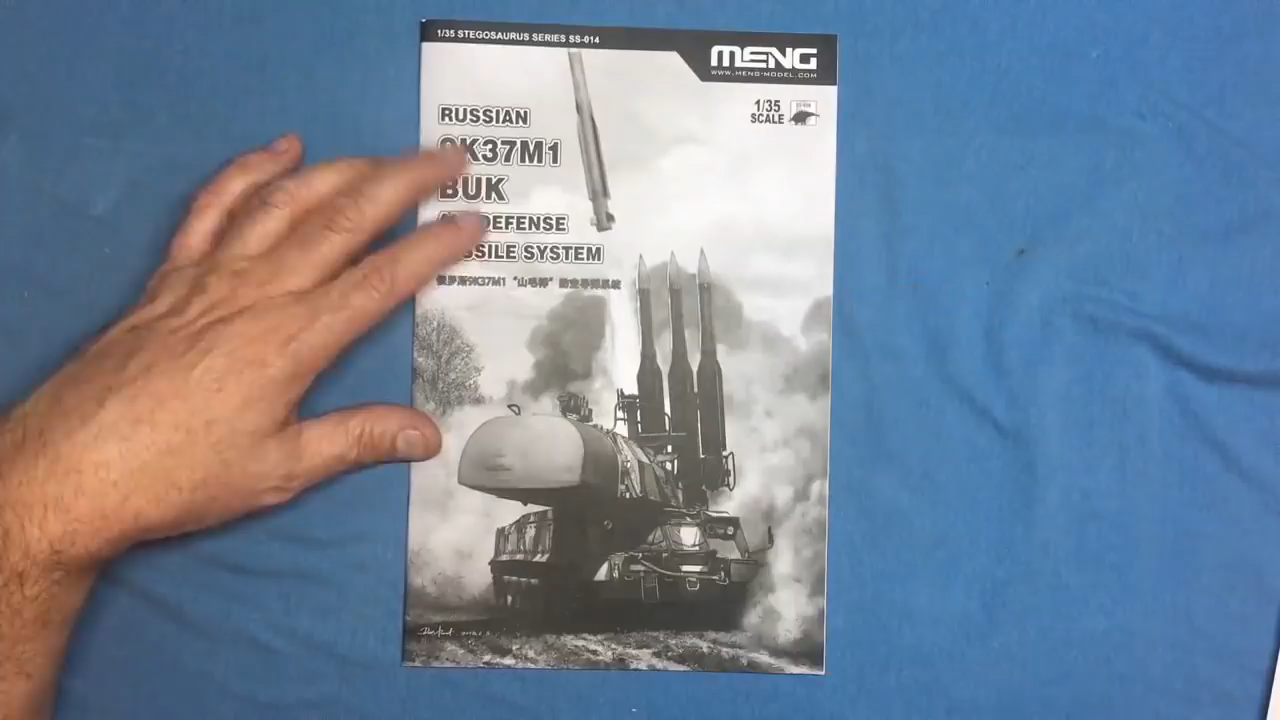 1/35 STEGOSAURUS SERIES SS-014
MENG
WWW.MENG-MODEL.COM
1/35
SCALE
RUSSIAN
9K37M1
BUK
DEFENSE
SYSTEM
俄罗斯9K37M1 “山毛榉” 防空导弹系统